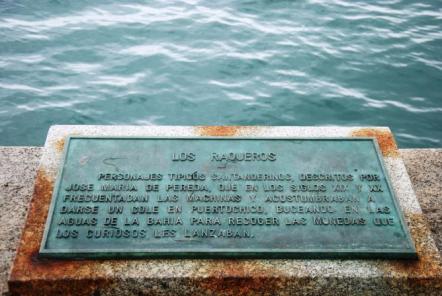 LOS RAQUEROS
PERSONAJES TIPICOS SANTANDERINOS, DESCRITOS POR
JOSE MARIA DE PEREDA, QUE EN LOS SIGLOS XIX Y XX
FRECUENTABAN LAS MACHINAS Y ACOSTUMBRABAN A
DARSE UN COLE EN PUERTOCHICO, BUCEANDO EN LAS
AGUAS DE LA BAHIA PARA RECOGER LAS MONEDAS QUE
LOS CURIOSOS LES LANZABAN.